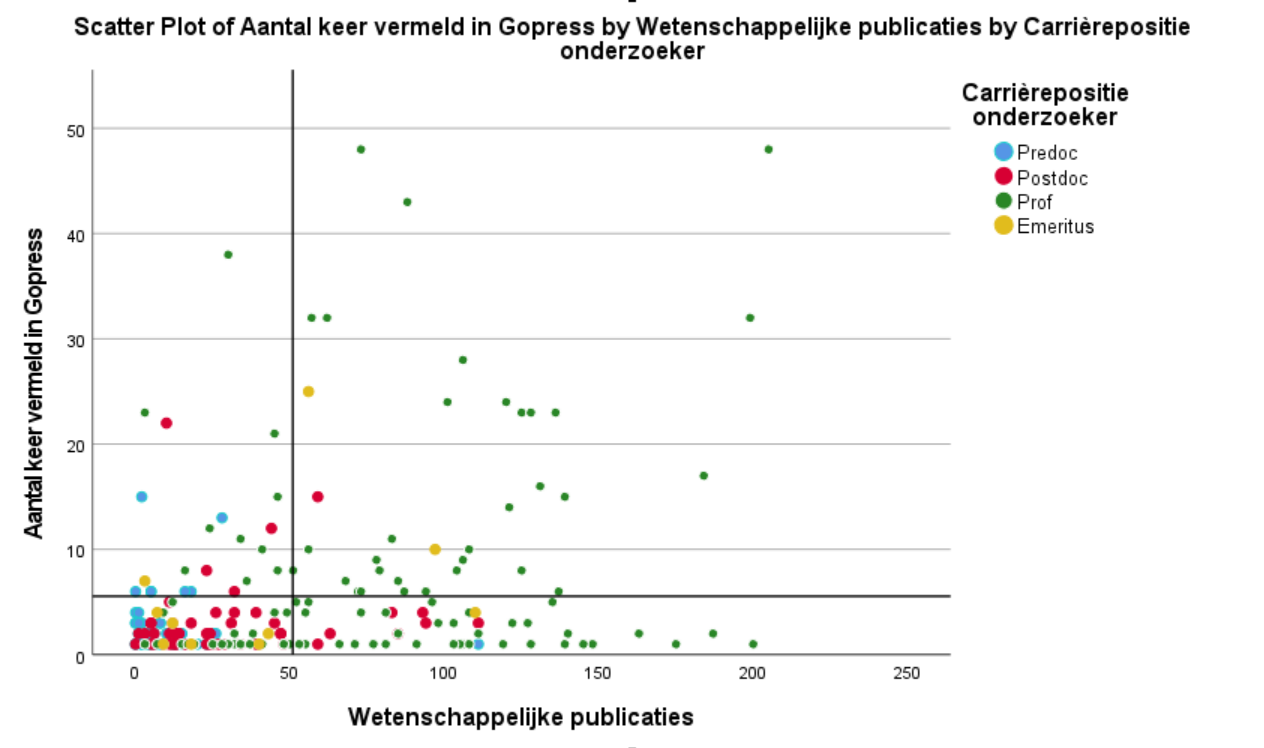 Scatter Plot of Aantal keer vermeld in Gopress by Wetenschappelijke publicaties by Carrièrepositie
onderzoeker
Carrièrepositie
onderzoeker
Predoc
Postdoc
Prof
Emeritus
Aantal keer vermeld in Gopress
50
40
30
20
10
0
0 50 100 150 200 250
Wetenschappelijke publicaties